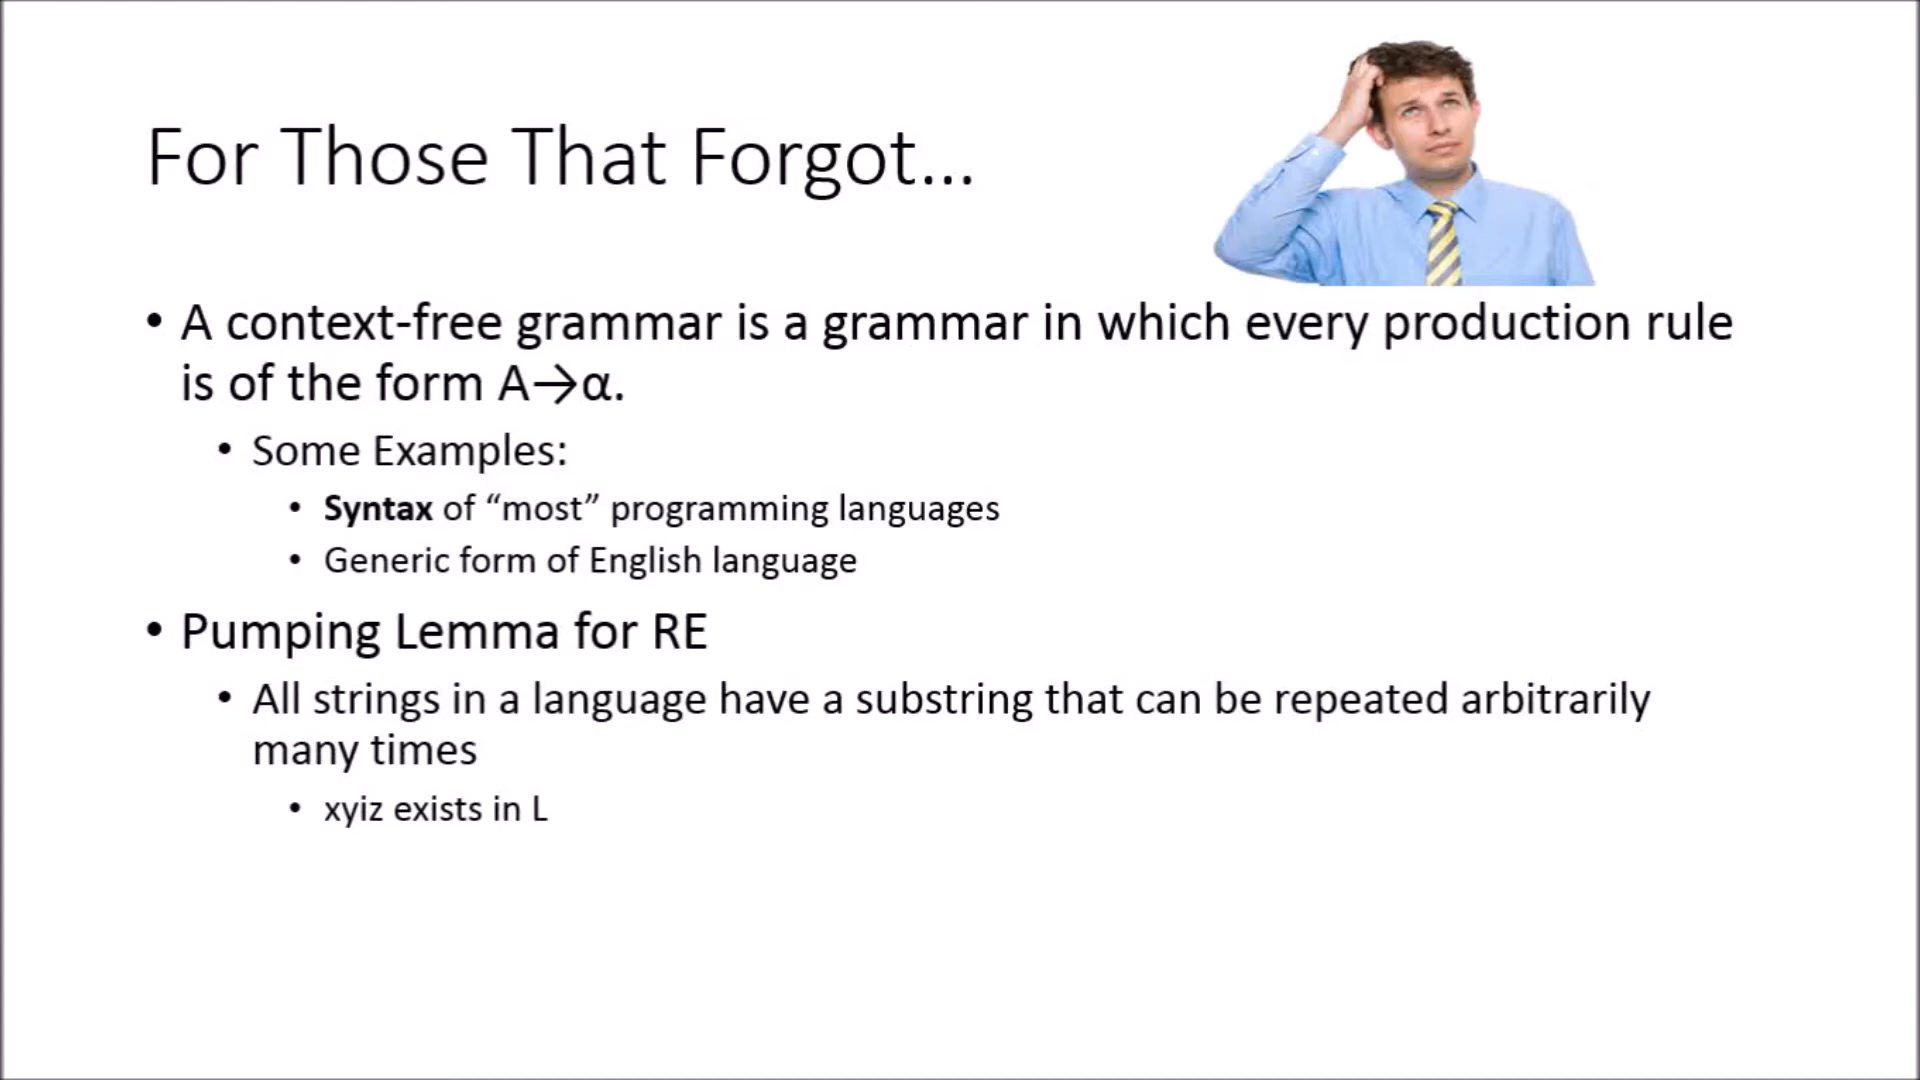 For Those That Forgot...
• A context-free grammar is a grammar in which every production rule
is of the form A→α.
• Some Examples:
• Syntax of “most” programming languages
• Generic form of English language
• Pumping Lemma for RE
• All strings in a language have a substring that can be repeated arbitrarily
many times
• xyiz exists in L